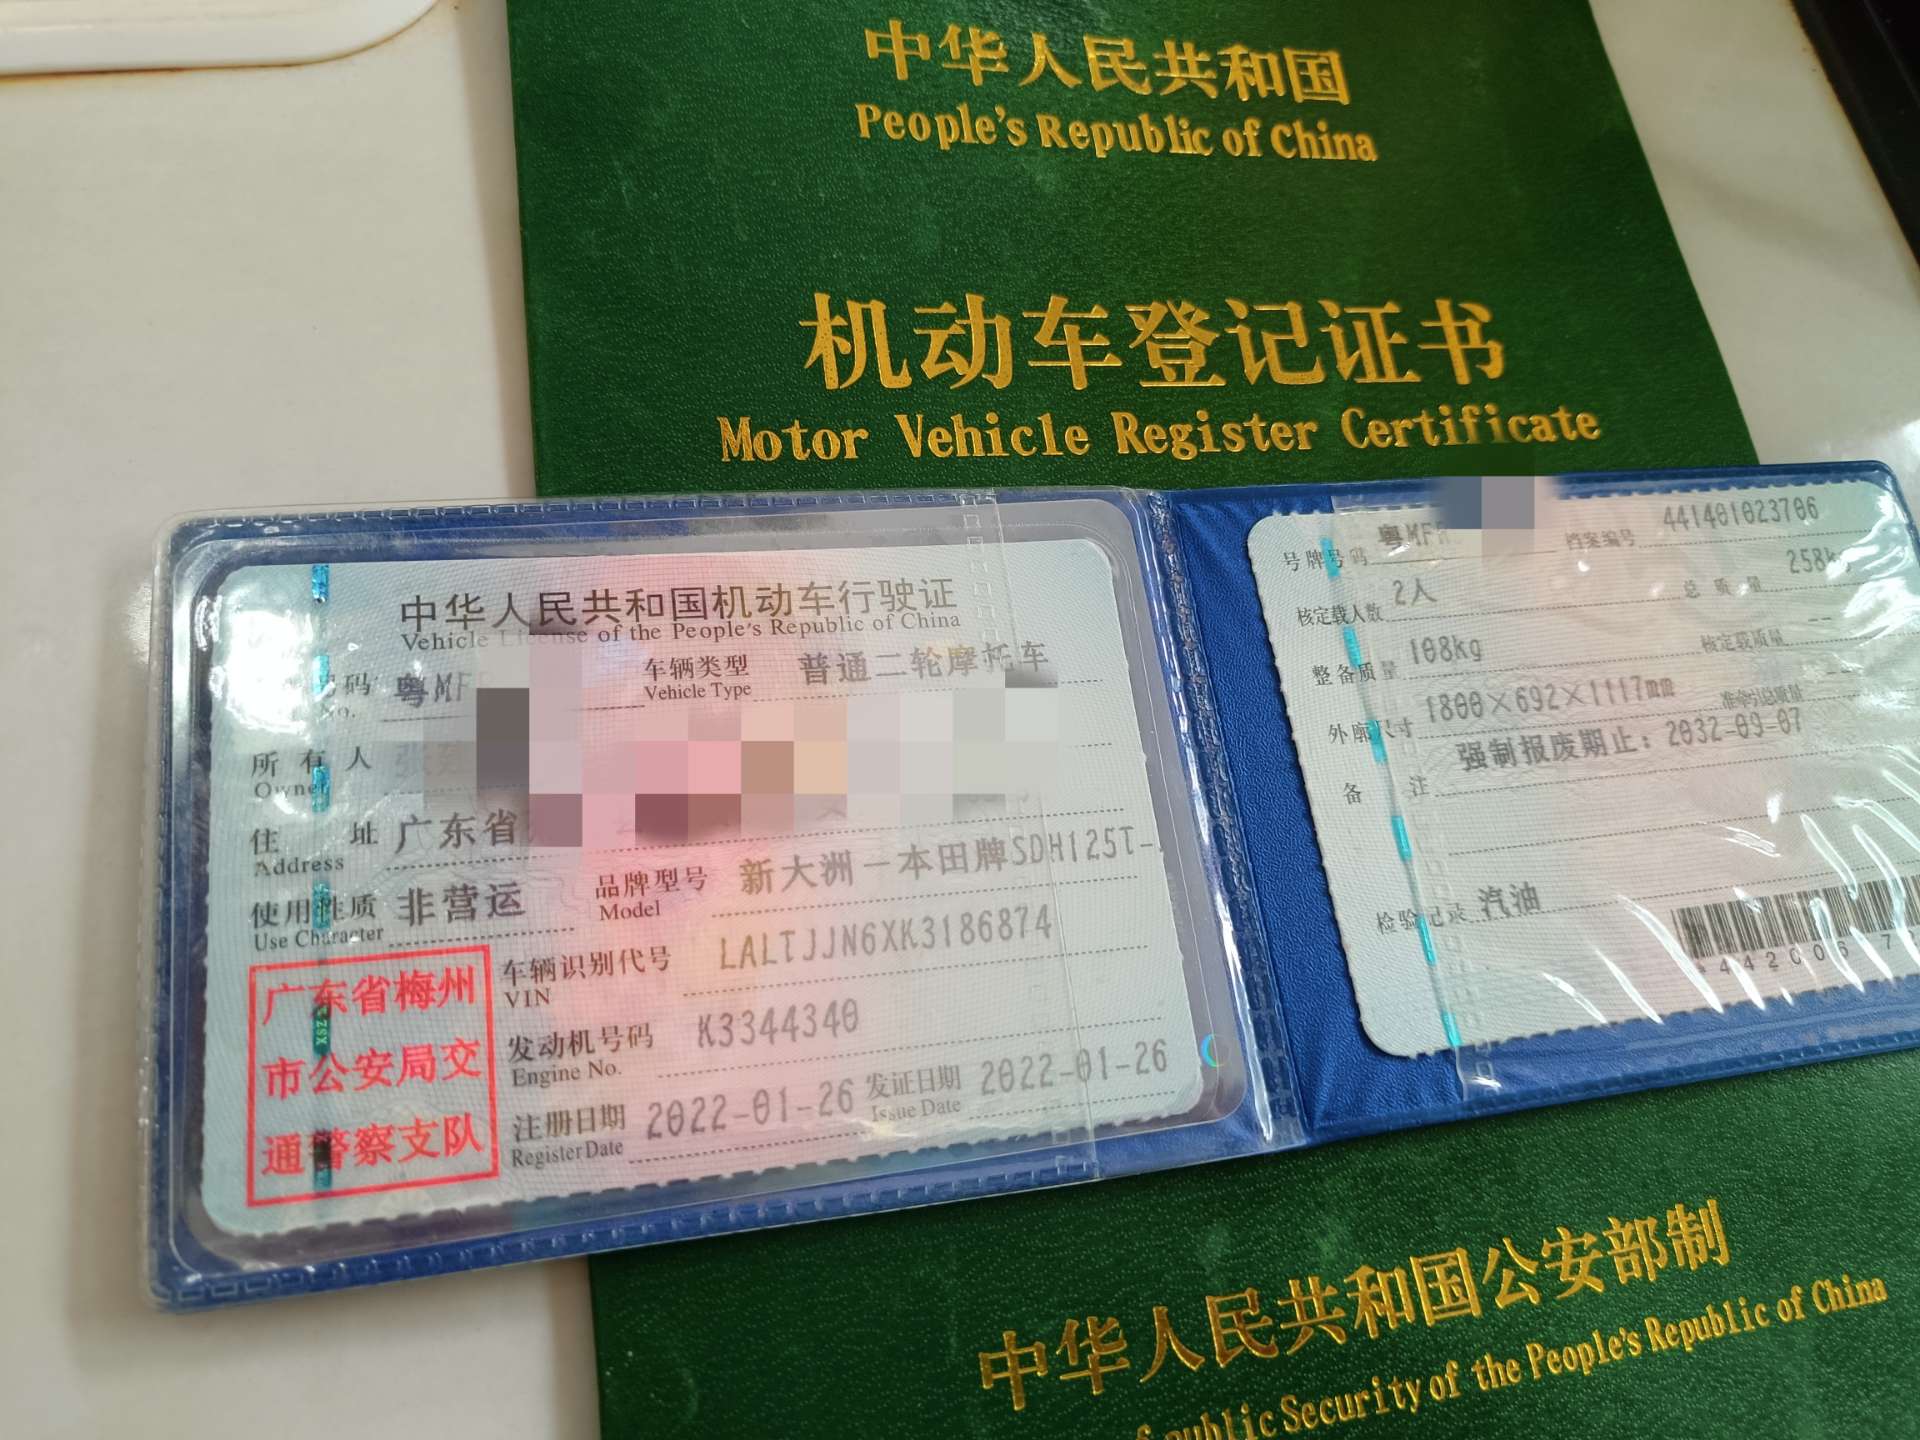 中华人民共和国
People's Republic of China
机动车登记证书
Motor Vehicle Register Certificate
中华人民共和国机动车行驶证
Vehicle License of the People's Republic of China
码 粤MF 车辆类型 普通二轮摩托车
No. Vehicle Type
所有人 张
Owner
住址 广东省
Address
使用性质 非营运 品牌型号 新大洲-本田牌SDH125T-
Use Character Model
广东省梅州
市公安局交
通警察支队
车辆识别代号 LALTJJN6XK3186874
VIN
发动机号码 K3344340
Engine No.
注册日期 2022-01-26 发证日期 2022-01-26
Register Date Issue Date
号牌号码 粤MF 档案编号 441401023706
核定载人数 2人 总质量 258kg
整备质量 108kg 核定载质量 --
外廓尺寸 1800×692×1117mm 准牵引总质量 --
备注 强制报废期止：2032-09-07
检验记录 汽油
中华人民共和国公安部制
public Security of the People's Republic of China